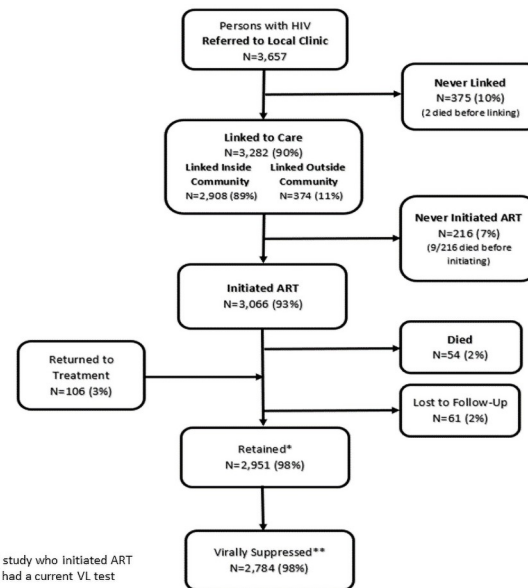 Persons with HIV
Referred to Local Clinic
N=3,657
Never Linked
N=375 (10%)
(2 died before linking)
Linked to Care
N=3,282 (90%)
Linked Inside Linked Outside
Community Community
N=2,908 (89%) N=374 (11%)
Never Initiated ART
N=216 (7%)
(9/216 died before
initiating)
Initiated ART
N=3,066 (93%)
Died
N=54 (2%)
Returned to
Treatment
N=106 (3%)
Lost to Follow-Up
N=61 (2%)
Retained*
N=2,951 (98%)
Virally Suppressed**
N=2,784 (98%)
study who initiated ART
had a current VL test